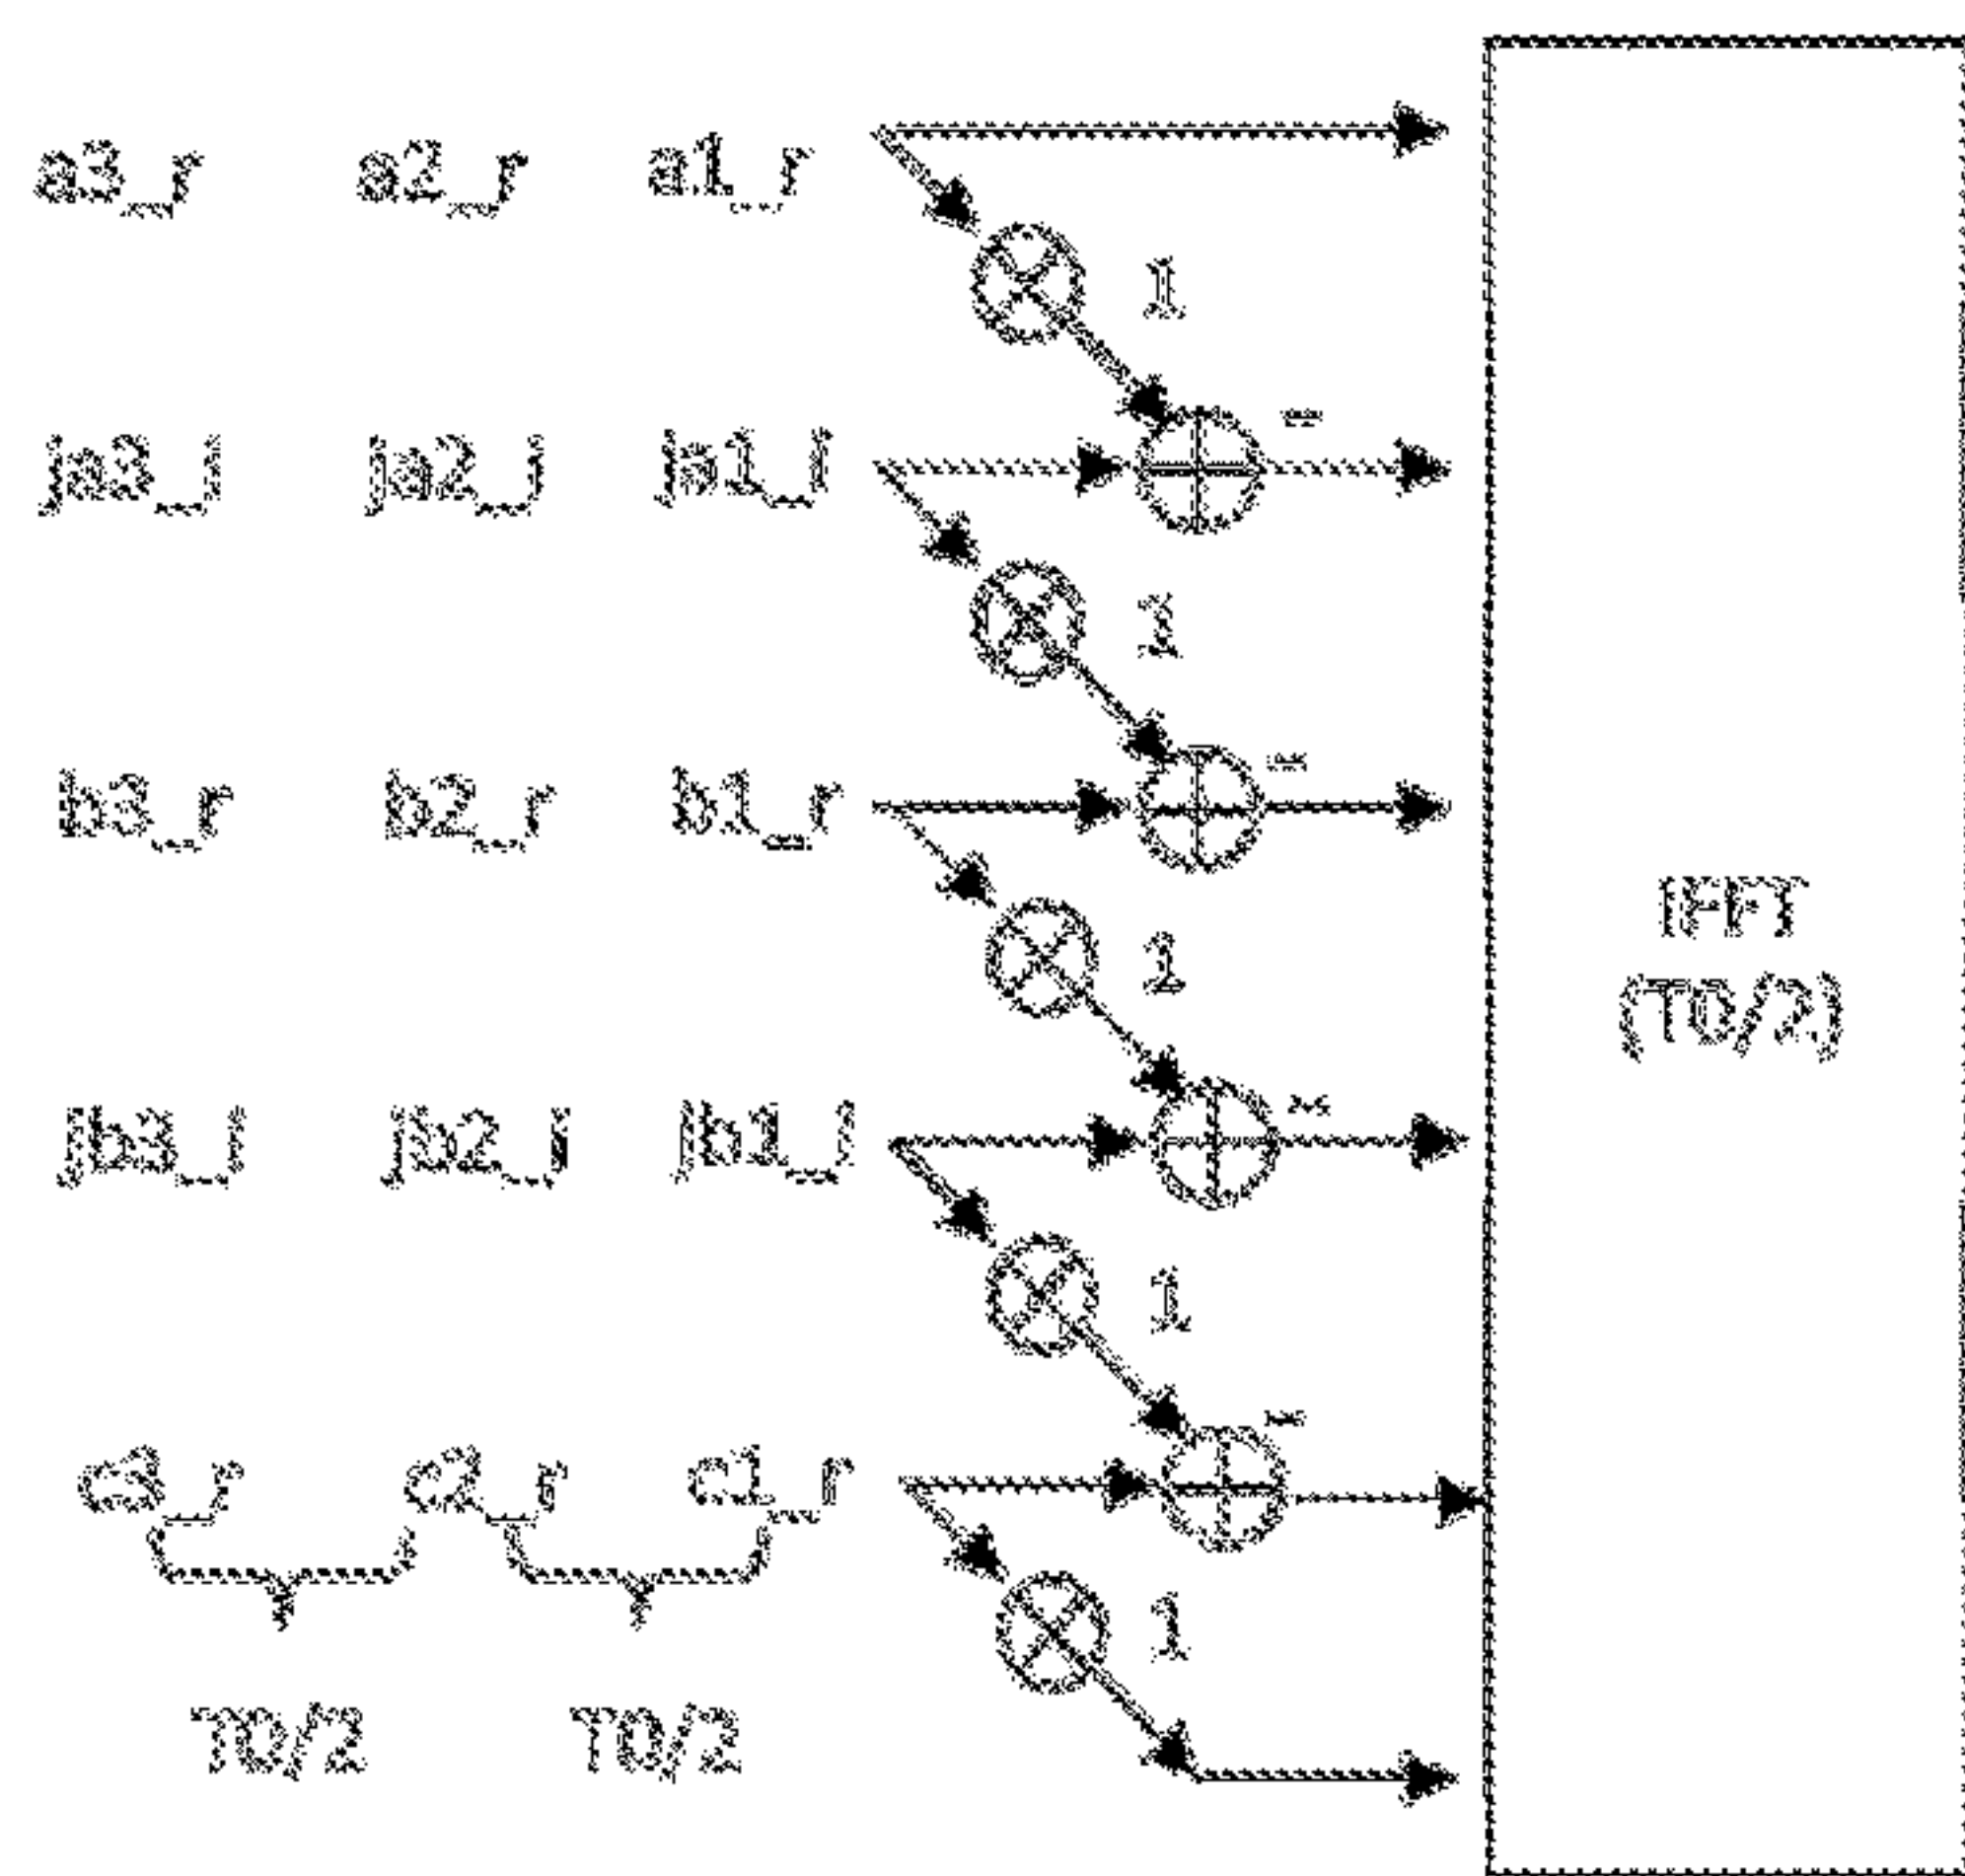 a3_r a2_r a1_r
1
ja3_i ja2_i ja1_i
-
1
b3_r b2_r b1_r
-
1
IFFT
(T0/2)
jb3_i jb2_i jb1_i
-
1
c3_r c2_r c1_r
-
1
T0/2 T0/2